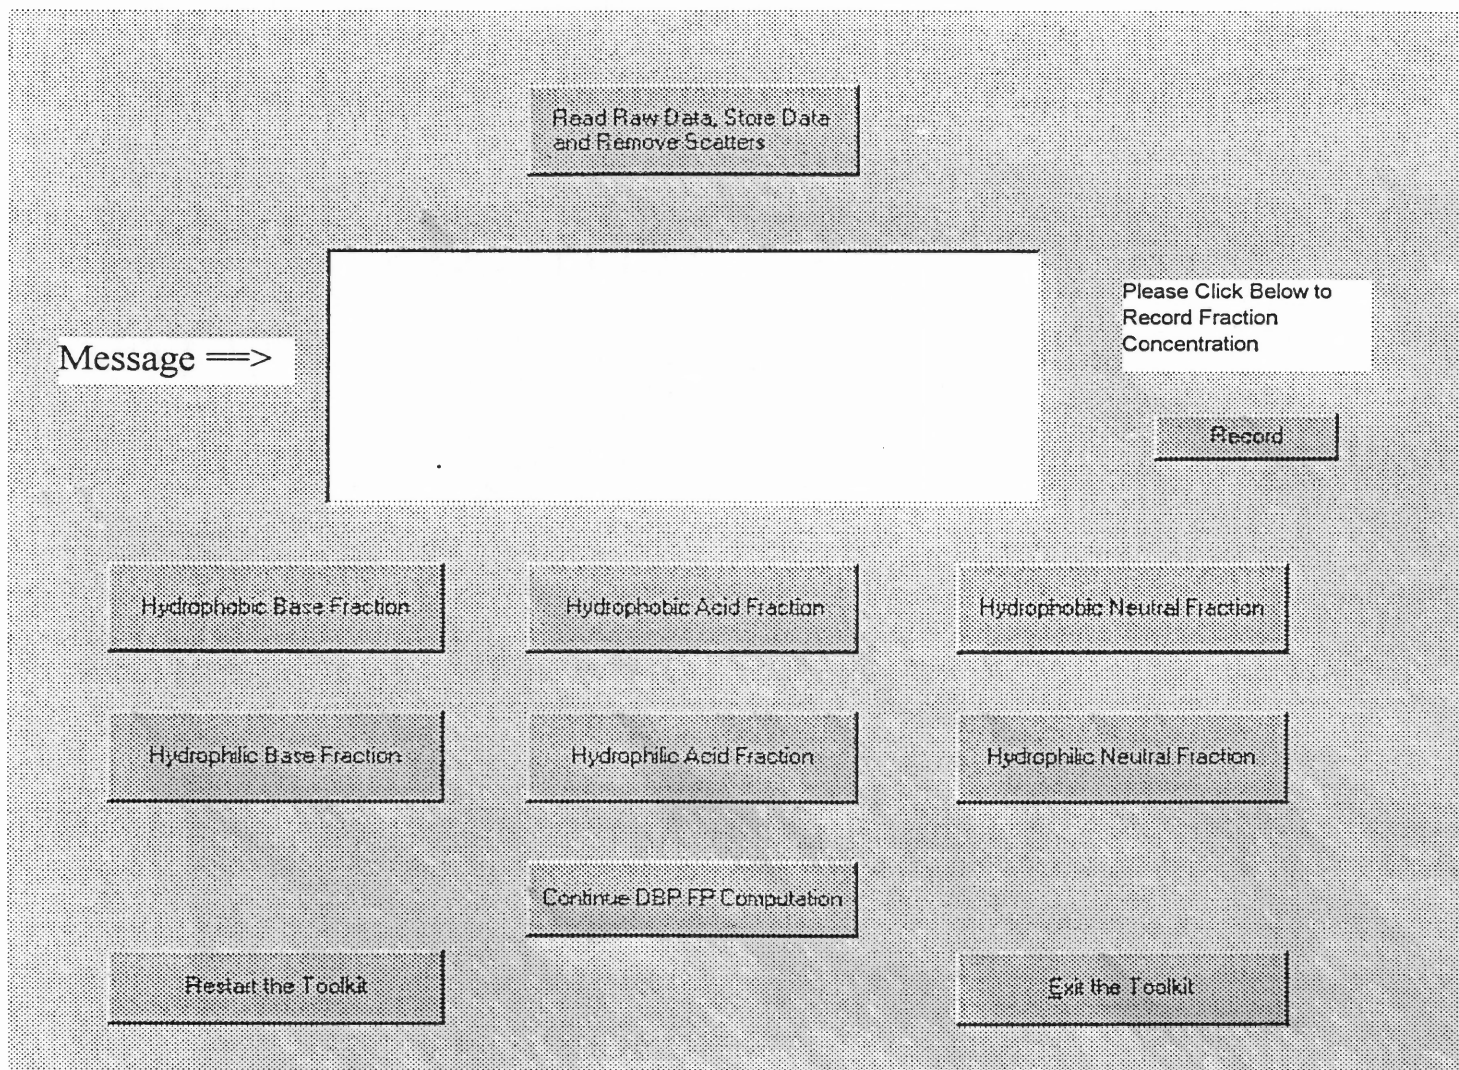 Read Raw Data, Store Data
and Remove Scatters
Please Click Below to
Record Fraction
Concentration
Message ==>
Record
Hydrophobic Base Fraction
Hydrophobic Acid Fraction
Hydrophobic Neutral Fraction
Hydrophilic Base Fraction
Hydrophilic Acid Fraction
Hydrophilic Neutral Fraction
Continue DBP FP Computation
Restart the Toolkit
Exit the Toolkit